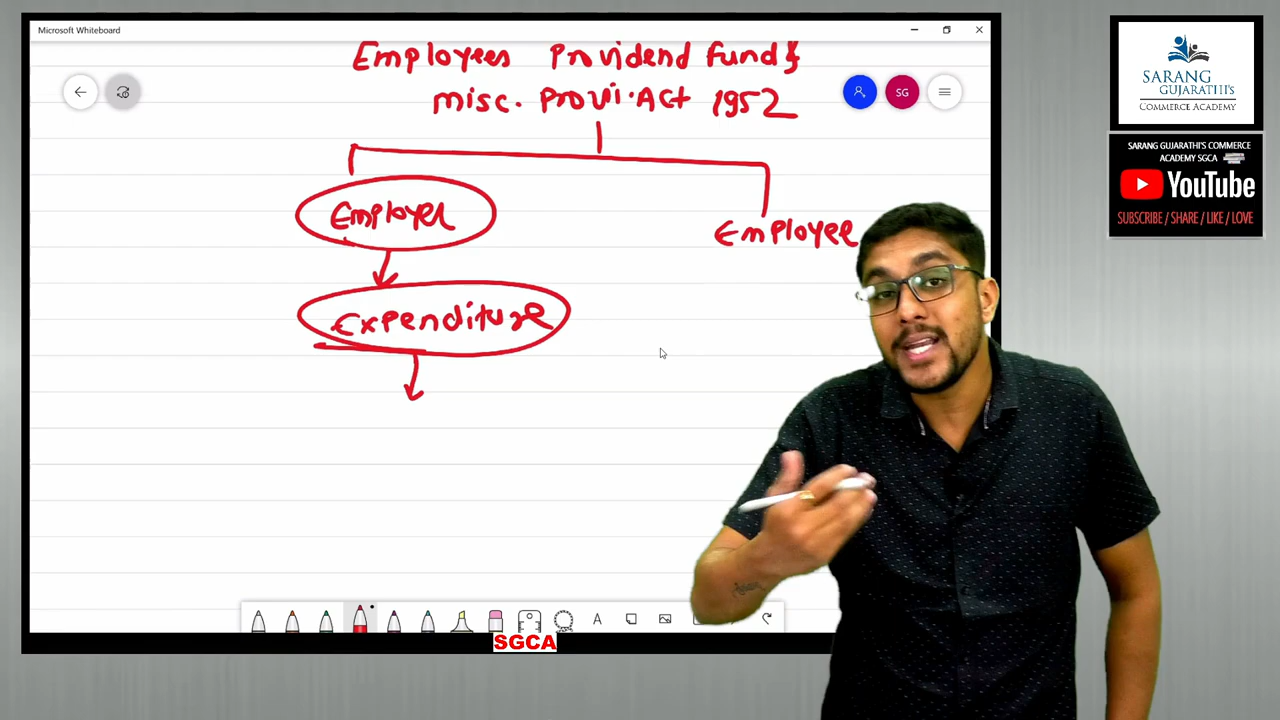 Microsoft Whiteboard
Employees Providend Fund &
misc. Provi. Act 1952
SG
Employer
Employee
Expenditure
A
SGCA
SARANG
GUJARATHI'S
COMMERCE ACADEMY
SARANG GUJARATHI'S COMMERCE
ACADEMY SGCA
YouTube
SUBSCRIBE / SHARE / LIKE / LOVE